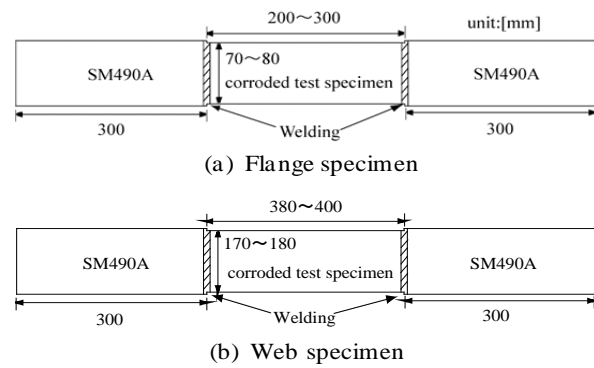 200～300
unit:[mm]
70～80
SM490A
corroded test specimen
SM490A
300
Welding
300
(a) Flange specimen
380～400
170～180
SM490A
corroded test specimen
SM490A
300
Welding
300
(b) Web specimen